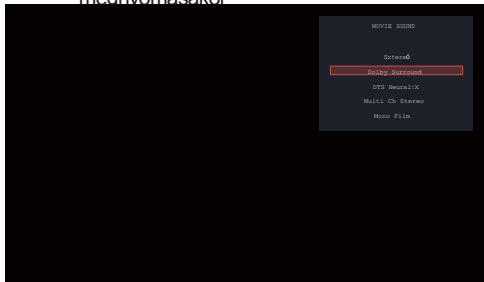 MOVIE SOUND
Sztereó
Dolby Surround
DTS Neural:X
Multi Ch Stereo
Mono Film